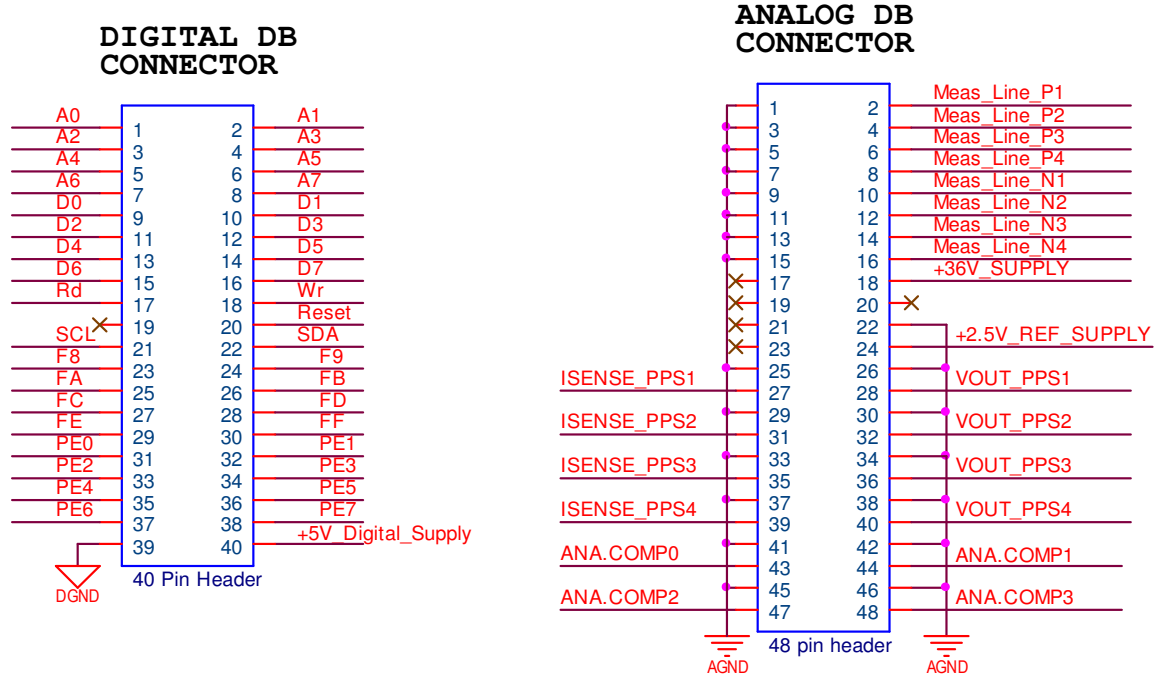 DIGITAL DB
CONNECTOR
A0 1 2 A1
A2 3 4 A3
A4 5 6 A5
A6 7 8 A7
D0 9 10 D1
D2 11 12 D3
D4 13 14 D5
D6 15 16 D7
Rd 17 18 Wr
19 20 Reset
SCL 21 22 SDA
F8 23 24 F9
FA 25 26 FB
FC 27 28 FD
FE 29 30 FF
PE0 31 32 PE1
PE2 33 34 PE3
PE4 35 36 PE5
PE6 37 38 PE7
39 40 +5V_Digital_Supply
DGND
40 Pin Header
ANALOG DB
CONNECTOR
1 2 Meas_Line_P1
3 4 Meas_Line_P2
5 6 Meas_Line_P3
7 8 Meas_Line_P4
9 10 Meas_Line_N1
11 12 Meas_Line_N2
13 14 Meas_Line_N3
15 16 Meas_Line_N4
17 18 +36V_SUPPLY
19 20
21 22
23 24 +2.5V_REF_SUPPLY
25 26
ISENSE_PPS1 27 28 VOUT_PPS1
29 30
ISENSE_PPS2 31 32 VOUT_PPS2
33 34
ISENSE_PPS3 35 36 VOUT_PPS3
37 38
ISENSE_PPS4 39 40 VOUT_PPS4
41 42
ANA.COMP0 43 44 ANA.COMP1
45 46
ANA.COMP2 47 48 ANA.COMP3
48 pin header
AGND AGND